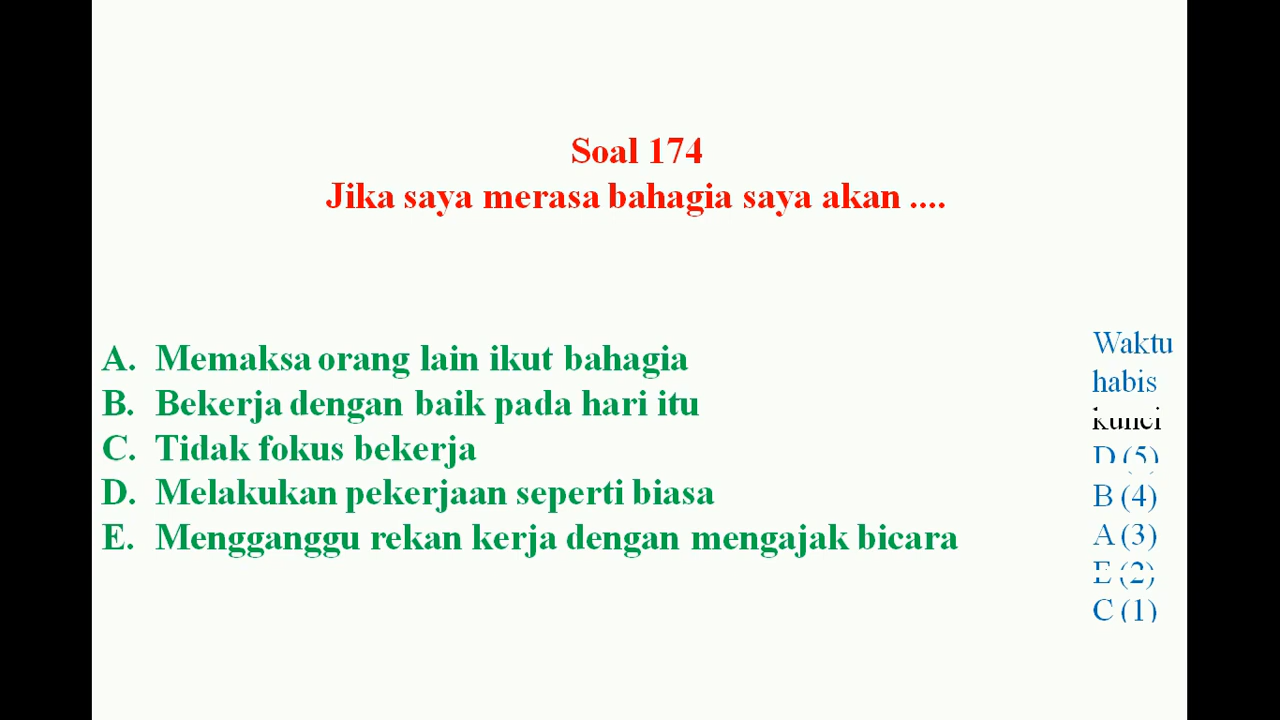 Soal 174
Jika saya merasa bahagia saya akan ....
A. Memaksa orang lain ikut bahagia
B. Bekerja dengan baik pada hari itu
C. Tidak fokus bekerja
D. Melakukan pekerjaan seperti biasa
E. Mengganggu rekan kerja dengan mengajak bicara
Waktu
habis
kunci
D (5)
B (4)
A (3)
E (2)
C (1)